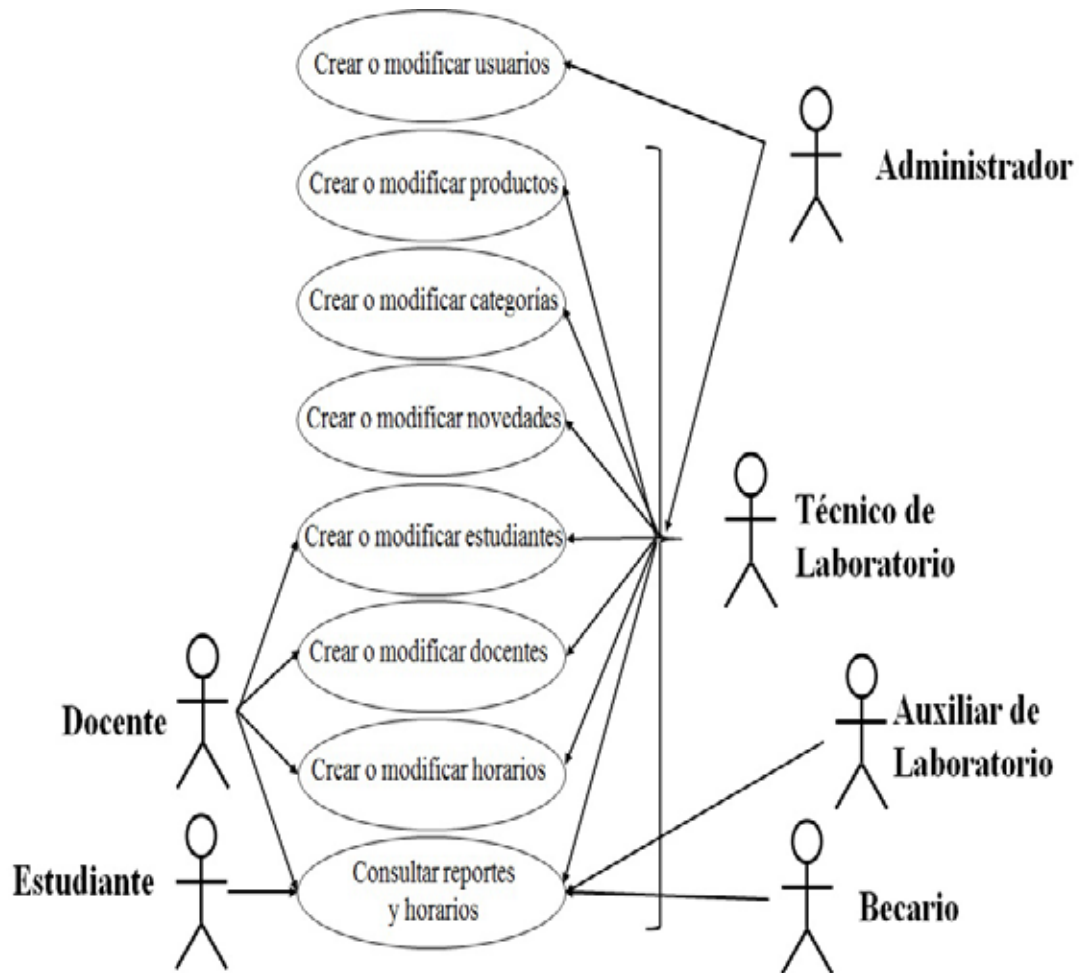 Crear o modificar usuarios
Administrador
Crear o modificar productos
Crear o modificar categorías
Crear o modificar novedades
Técnico de
Laboratorio
Crear o modificar estudiantes
Crear o modificar docentes
Docente
Auxiliar de
Laboratorio
Crear o modificar horarios
Estudiante
Consultar reportes
y horarios
Becario